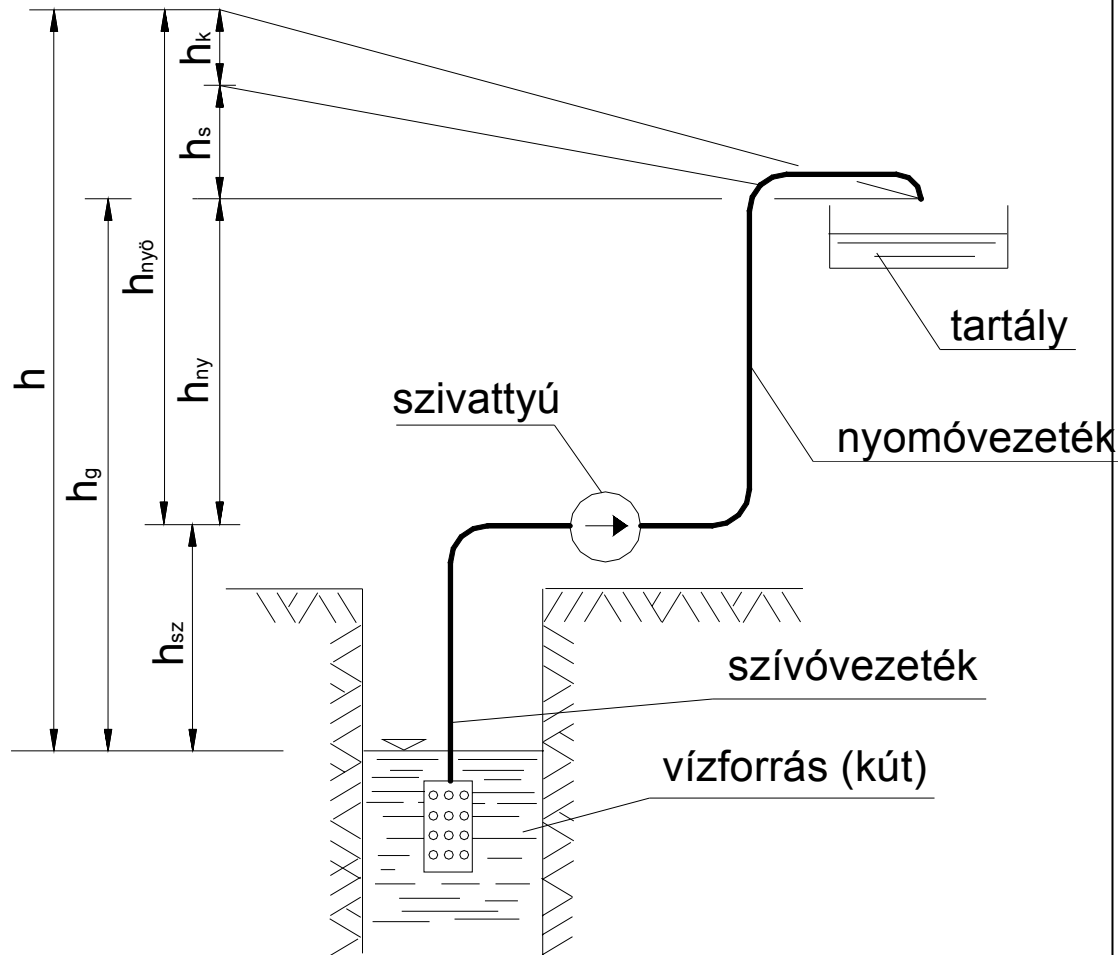 hk
hs
hnyö
hny
h
hg
hsz
tartály
szivattyú
nyomóvezeték
szívóvezeték
vízforrás (kút)